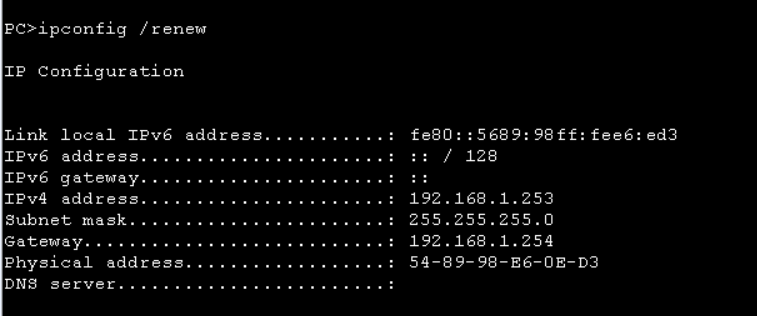 PC>ipconfig /renew
IP Configuration
Link local IPv6 address...........: fe80::5689:98ff:fee6:ed3
IPv6 address......................: :: / 128
IPv6 gateway......................: ::
IPv4 address......................: 192.168.1.253
Subnet mask.......................: 255.255.255.0
Gateway...........................: 192.168.1.254
Physical address..................: 54-89-98-E6-0E-D3
DNS server........................: